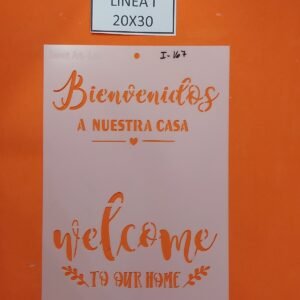 LINEA I
20X30
I-167
Bienvenidos
A NUESTRA CASA
welcome
TO OUR HOME